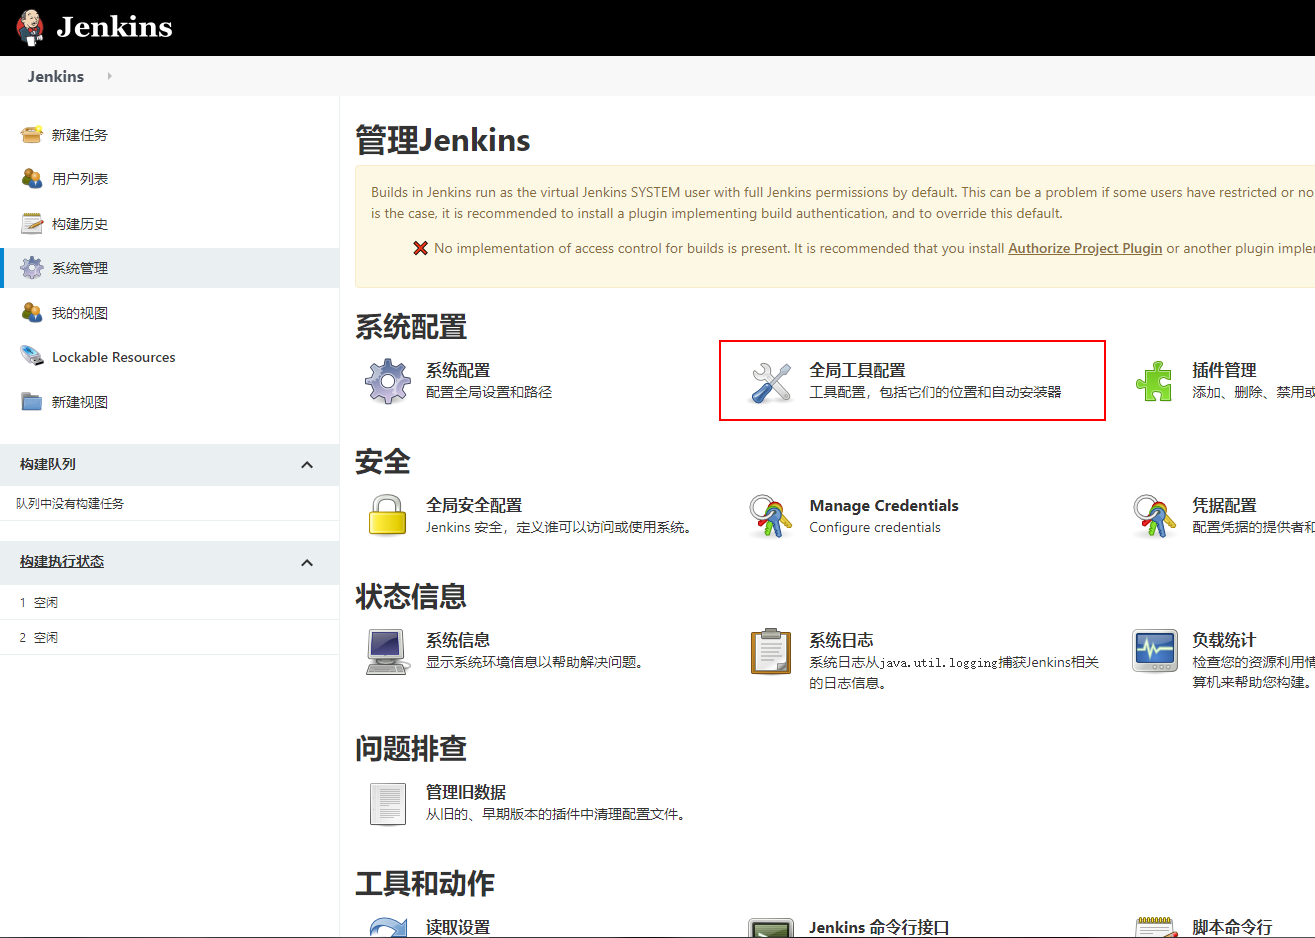 Jenkins
Jenkins
新建任务
用户列表
构建历史
系统管理
我的视图
Lockable Resources
新建视图
构建队列
队列中没有构建任务
构建执行状态
1 空闲
2 空闲
管理Jenkins
Builds in Jenkins run as the virtual Jenkins SYSTEM user with full Jenkins permissions by default. This can be a problem if some users have restricted or no
is the case, it is recommended to install a plugin implementing build authentication, and to override this default.
No implementation of access control for builds is present. It is recommended that you install Authorize Project Plugin or another plugin imple
系统配置
系统配置
配置全局设置和路径
全局工具配置
工具配置，包括它们的位置和自动安装器
插件管理
添加、删除、禁用或
安全
全局安全配置
Jenkins 安全，定义谁可以访问或使用系统。
Manage Credentials
Configure credentials
凭据配置
配置凭据的提供者和
状态信息
系统信息
显示系统环境信息以帮助解决问题。
系统日志
系统日志从java.util.logging捕获Jenkins相关
的日志信息。
负载统计
检查您的资源利用情
算机来帮助您构建。
问题排查
管理旧数据
从旧的、早期版本的插件中清理配置文件。
工具和动作
读取设置
Jenkins 命令行接口
脚本命令行